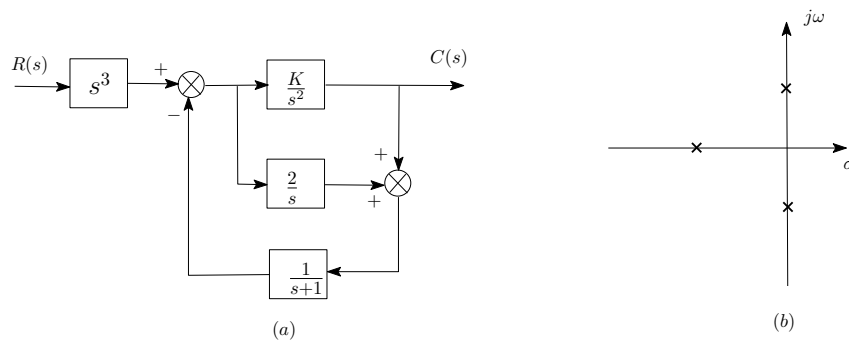 R(s)
s^3
+
−
K/s^2
C(s)
+
2/s
+
1/(s+1)
(a)
jω
σ
(b)